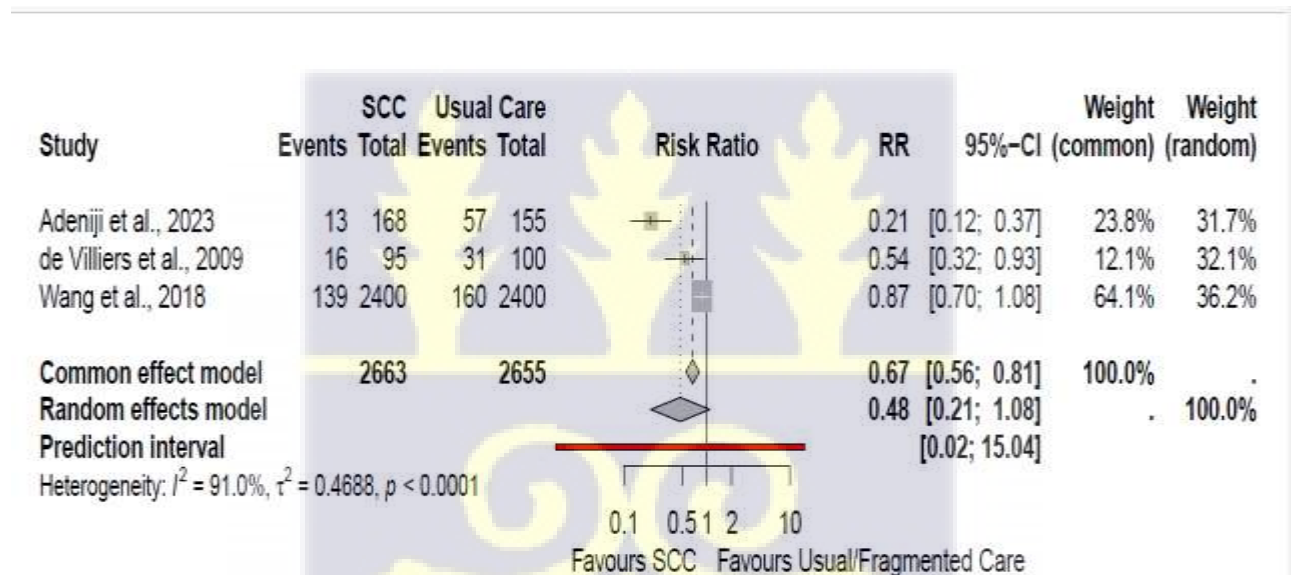 SCC Usual Care Weight Weight
Study Events Total Events Total Risk Ratio RR 95%−CI (common) (random)
Adeniji et al., 2023 13 168 57 155 0.21 [0.12; 0.37] 23.8% 31.7%
de Villiers et al., 2009 16 95 31 100 0.54 [0.32; 0.93] 12.1% 32.1%
Wang et al., 2018 139 2400 160 2400 0.87 [0.70; 1.08] 64.1% 36.2%
Common effect model 2663 2655 0.67 [0.56; 0.81] 100.0% .
Random effects model 0.48 [0.21; 1.08] . 100.0%
Prediction interval [0.02; 15.04]
Heterogeneity: I² = 91.0%, τ² = 0.4688, p < 0.0001
0.1 0.5 1 2 10
Favours SCC Favours Usual/Fragmented Care